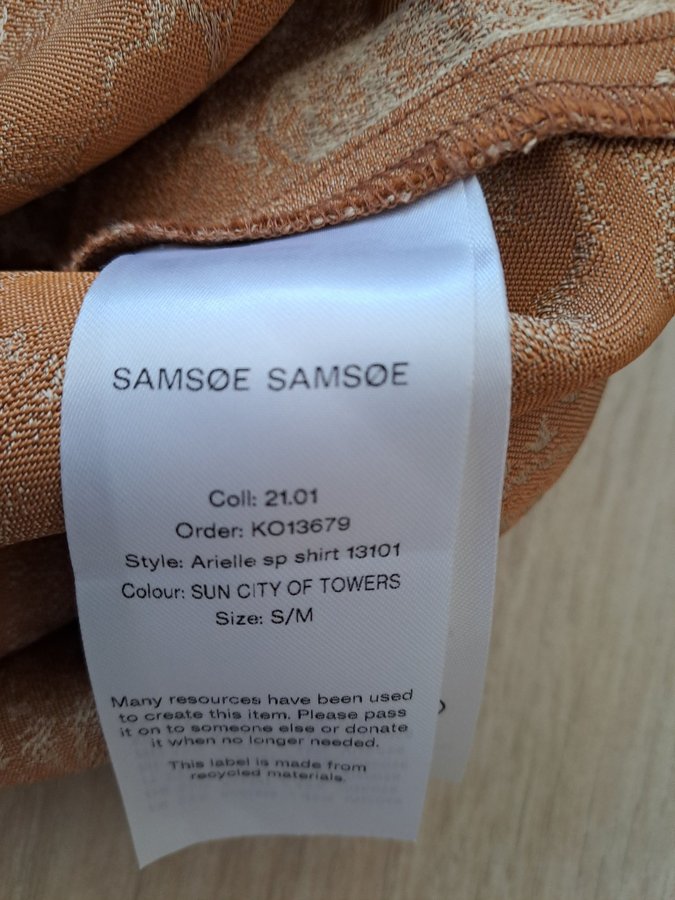 SAMSØE SAMSØE
Coll: 21.01
Order: KO13679
Style: Arielle sp shirt 13101
Colour: SUN CITY OF TOWERS
Size: S/M
Many resources have been used
to create this item. Please pass
it on to someone else or donate
it when no longer needed.
This label is made from
recycled materials.